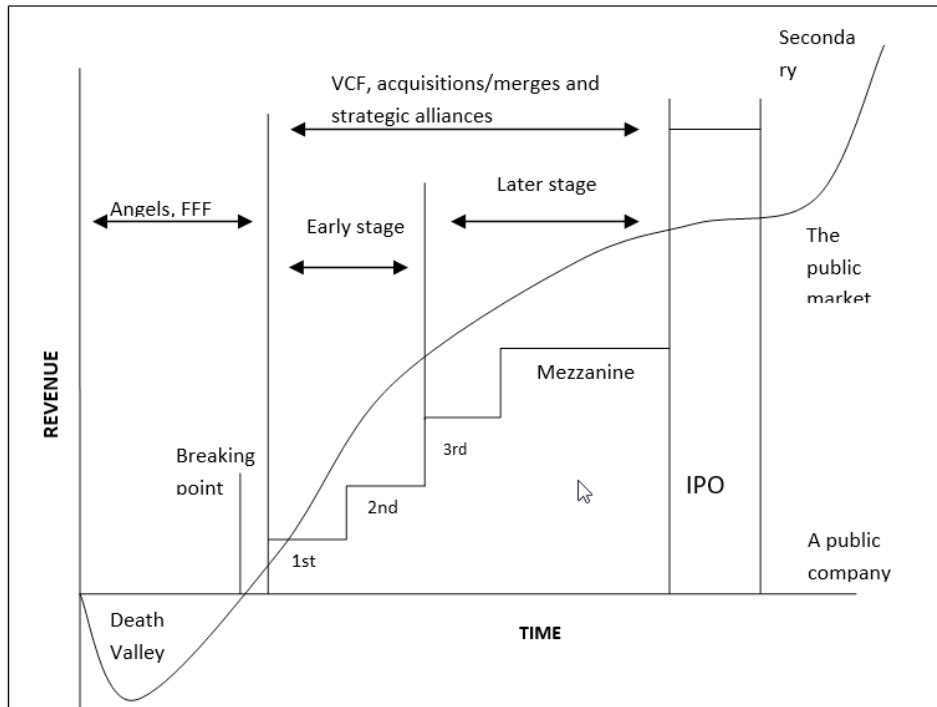 Seconda
ry
VCF, acquisitions/merges and
strategic alliances
Later stage
Angels, FFF
Early stage
The
public
market
REVENUE
Mezzanine
Breaking
point
3rd
2nd
IPO
1st
A public
company
Death
Valley
TIME